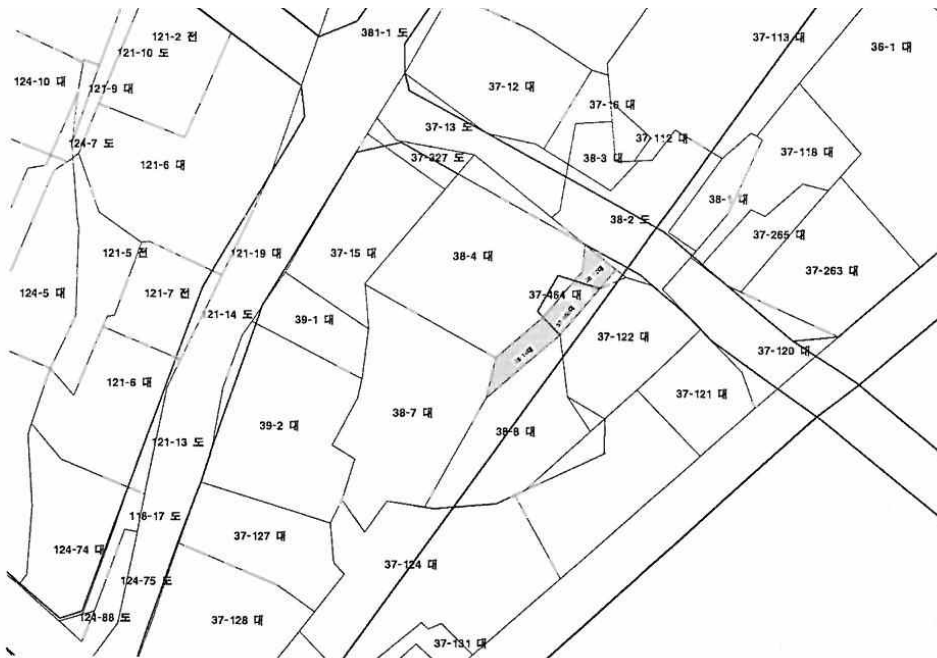 121-2 전
381-1 도
37-113 대
36-1 대
121-10 도
124-10 대
121-9 대
37-12 대
37-16 대
37-13 도
37-112 대
124-7 도
37-118 대
121-6 대
37-327 도
38-3 대
38-1 대
38-2 도
37-265 대
121-5 전
121-19 대
37-15 대
38-4 대
37-263 대
124-5 대
121-7 전
37-464 대
121-14 도
39-1 대
37-122 대
37-120 대
121-6 대
37-121 대
38-7 대
39-2 대
38-8 대
121-13 도
118-17 도
37-127 대
124-74 대
37-124 대
124-75 도
124-88 도
37-128 대
37-131 대